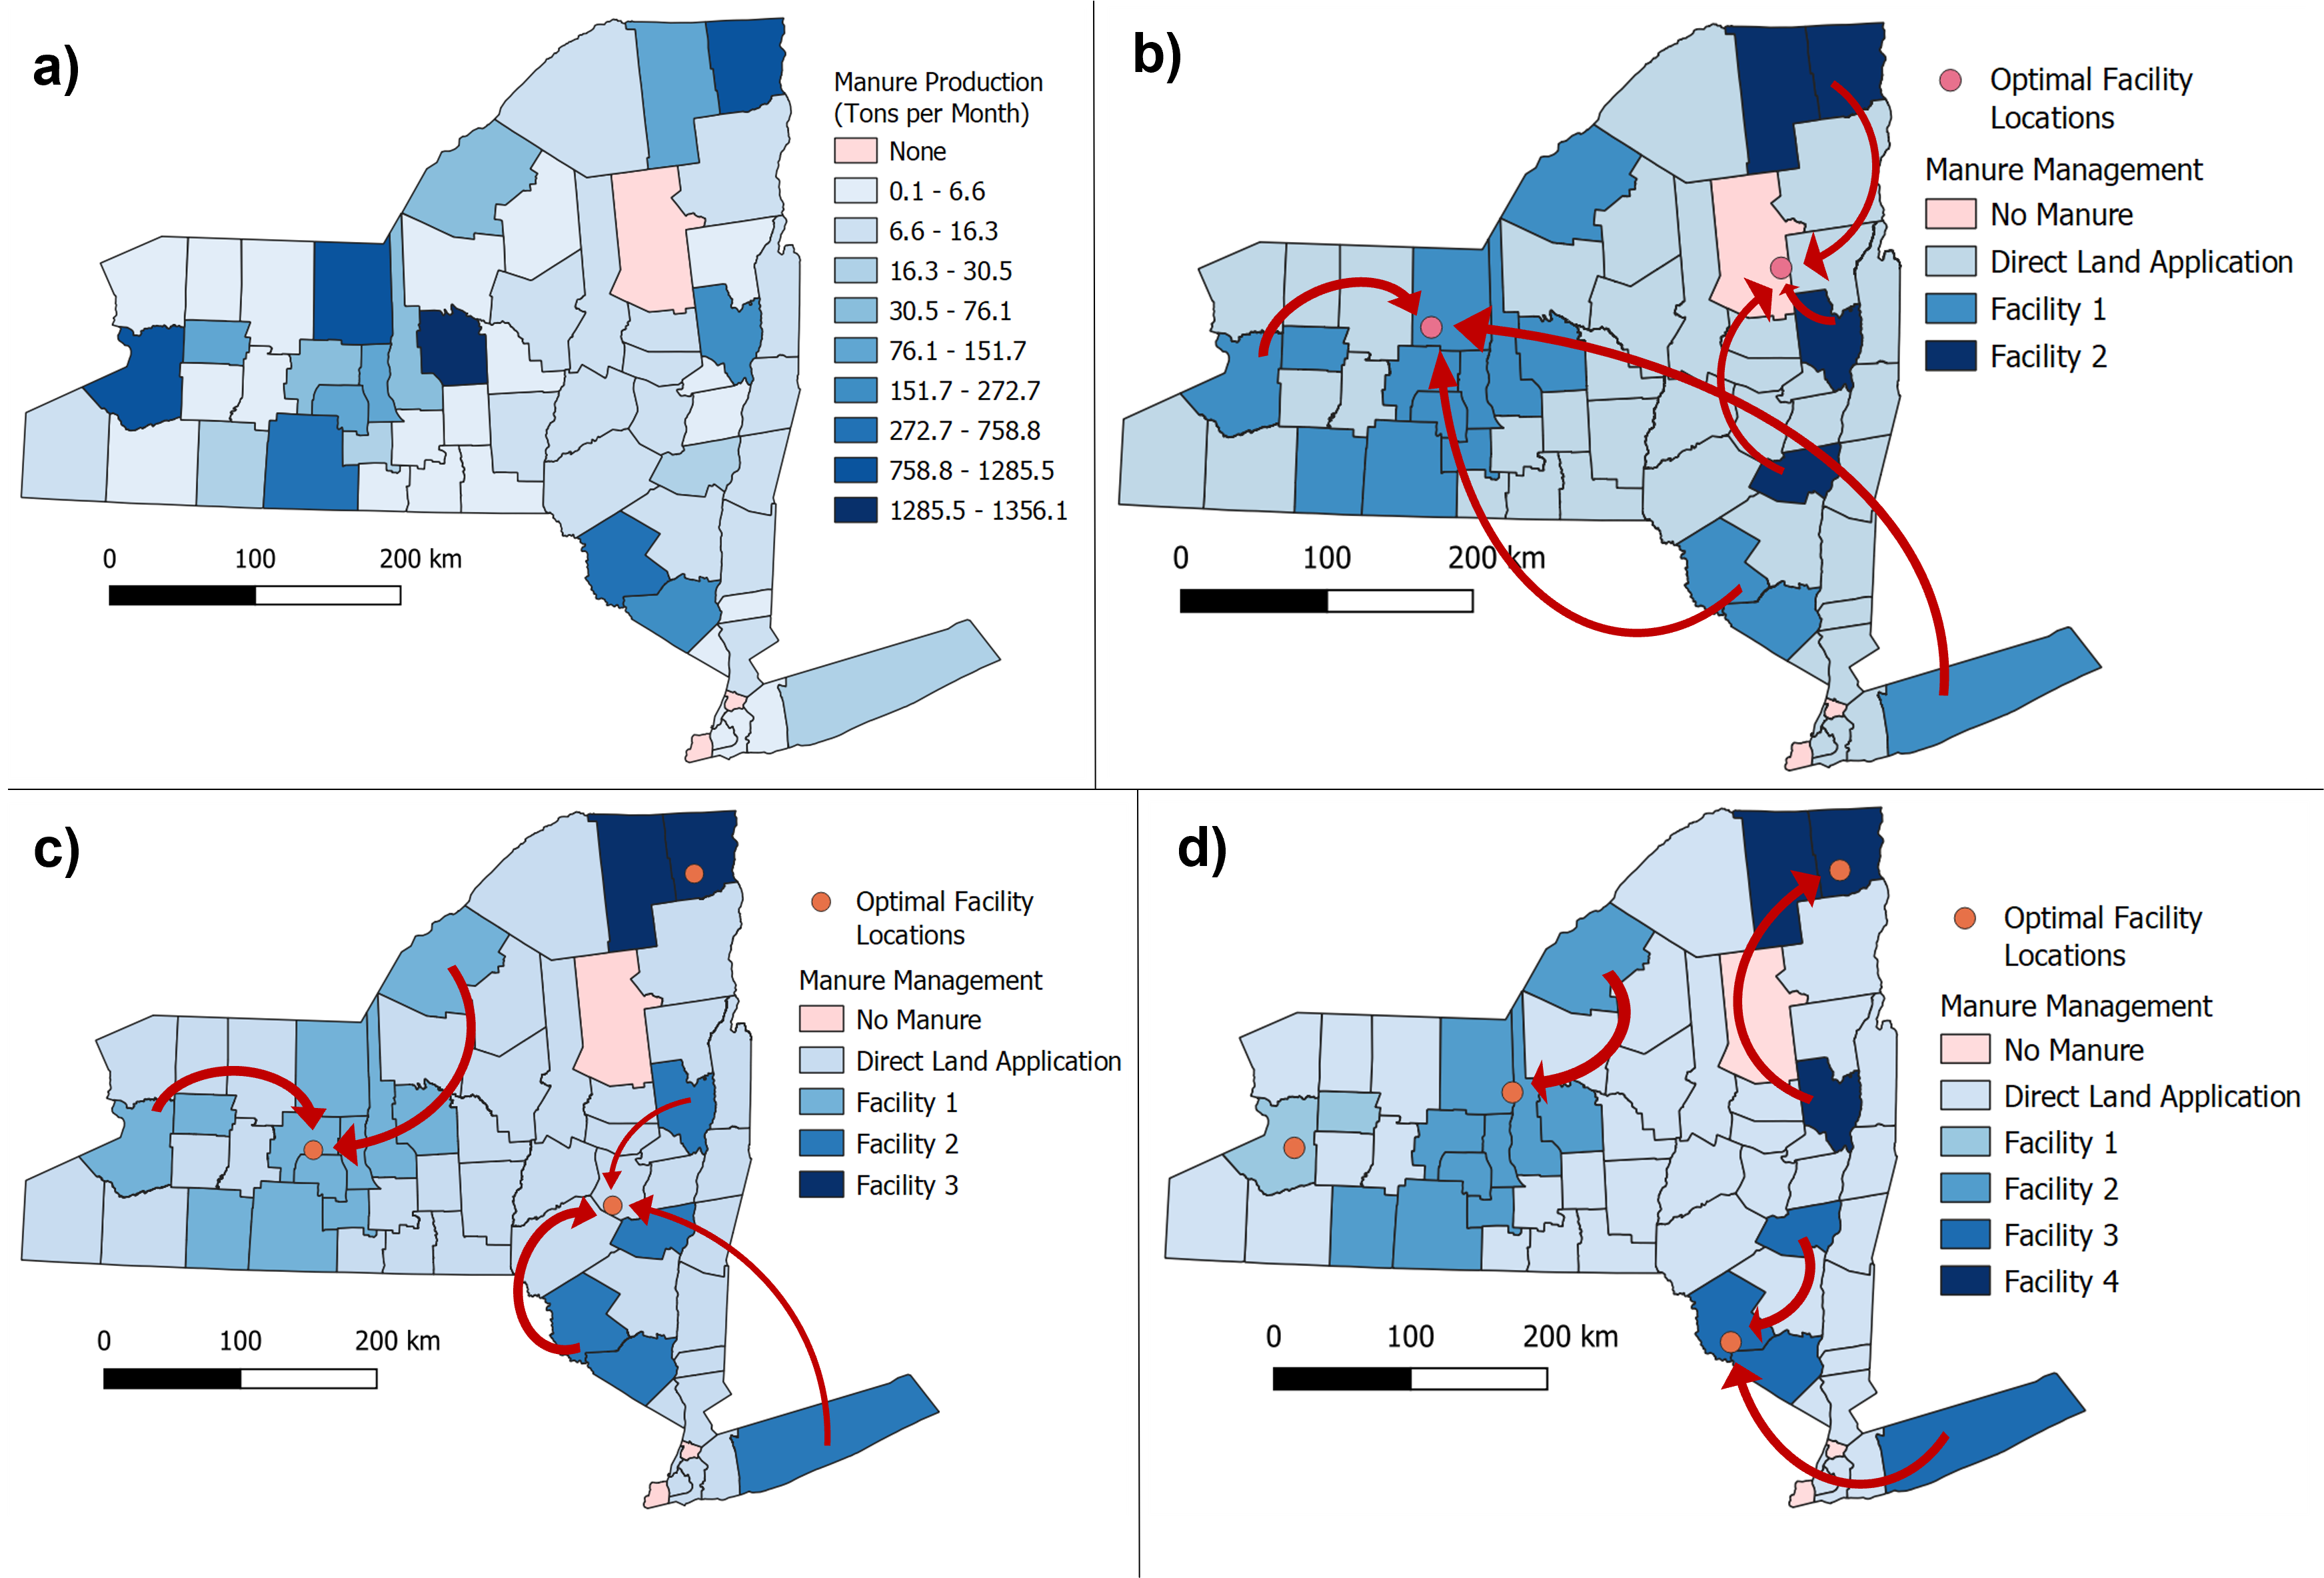 a)
Manure Production
(Tons per Month)
None
0.1 - 6.6
6.6 - 16.3
16.3 - 30.5
30.5 - 76.1
76.1 - 151.7
151.7 - 272.7
272.7 - 758.8
758.8 - 1285.5
1285.5 - 1356.1
0 100 200 km
b)
Optimal Facility
Locations
Manure Management
No Manure
Direct Land Application
Facility 1
Facility 2
0 100 200 km
c)
Optimal Facility
Locations
Manure Management
No Manure
Direct Land Application
Facility 1
Facility 2
Facility 3
0 100 200 km
d)
Optimal Facility
Locations
Manure Management
No Manure
Direct Land Application
Facility 1
Facility 2
Facility 3
Facility 4
0 100 200 km